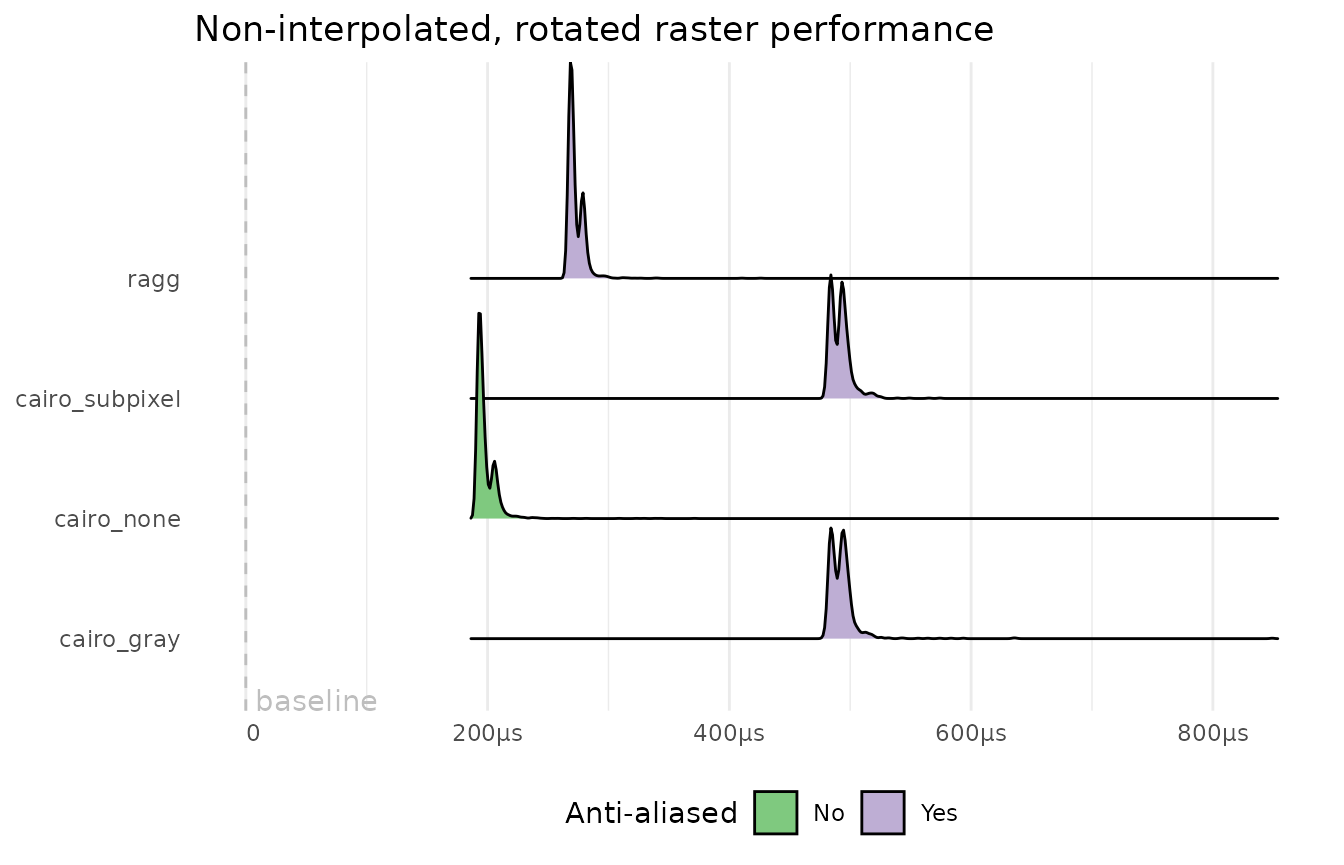 Non-interpolated, rotated raster performance
ragg
cairo_subpixel
cairo_none
cairo_gray
baseline
0 200µs 400µs 600µs 800µs
Anti-aliased No Yes